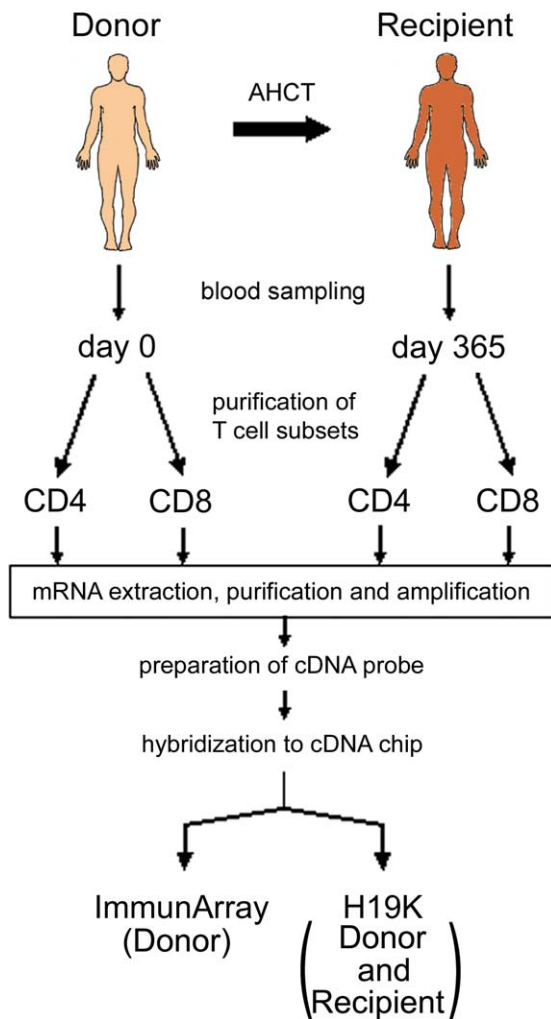 Donor
Recipient
AHCT
blood sampling
day 0
day 365
purification of
T cell subsets
CD4
CD8
CD4
CD8
mRNA extraction, purification and amplification
preparation of cDNA probe
hybridization to cDNA chip
ImmunArray
(Donor)
H19K
(Donor
and
Recipient)